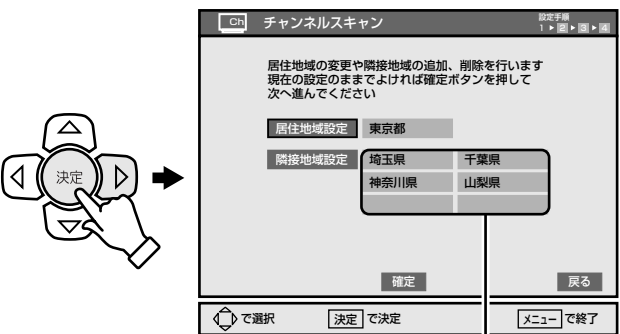 Ch チャンネルスキャン
設定手順
1 ▶ 2 ▶ 3 ▶ 4
居住地域の変更や隣接地域の追加、削除を行います
現在の設定のままでよければ確定ボタンを押して
次へ進んでください
居住地域設定 東京都
隣接地域設定 埼玉県 千葉県
神奈川県 山梨県
決定
確定 戻る
で選択 決定 で決定 メニュー で終了